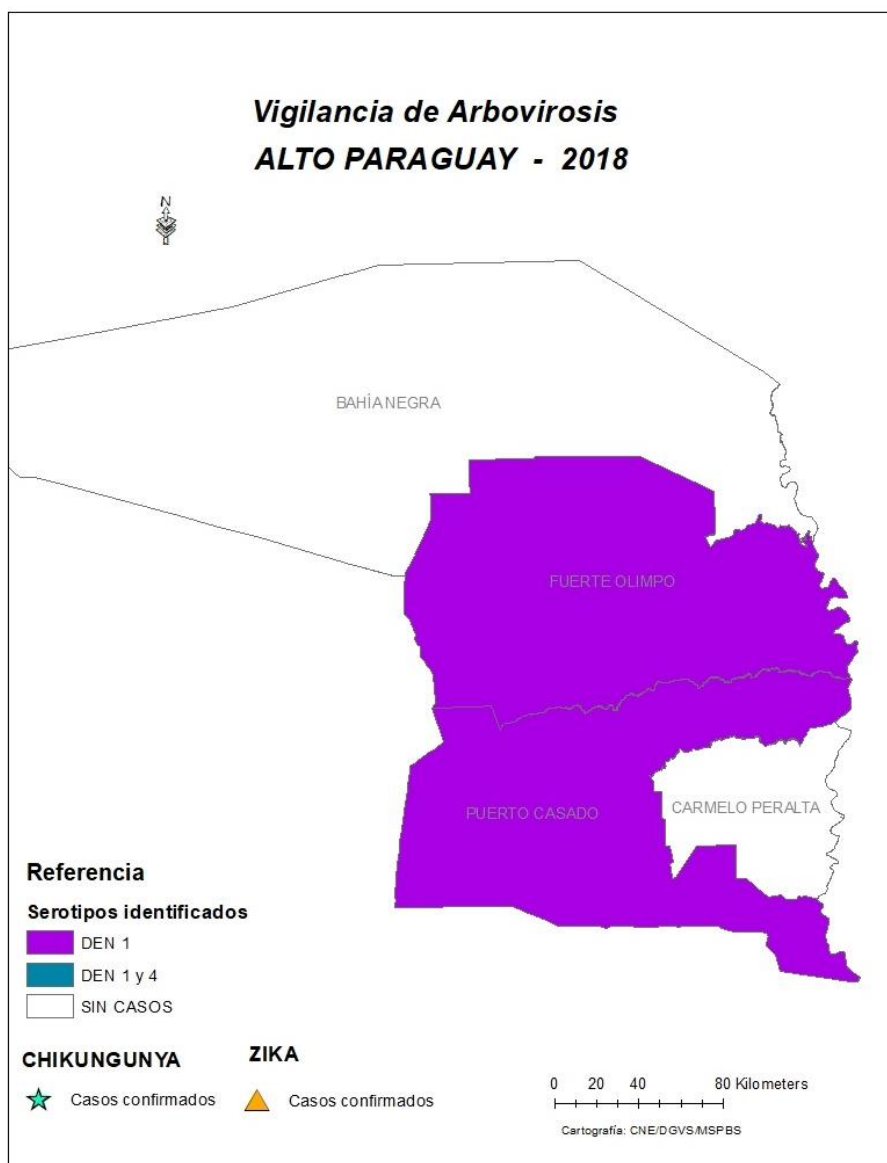 Vigilancia de Arbovirosis
ALTO PARAGUAY - 2018
N
BAHÍA NEGRA
FUERTE OLIMPO
PUERTO CASADO
CARMELO PERALTA
Referencia
Serotipos identificados
DEN 1
DEN 1 y 4
SIN CASOS
CHIKUNGUNYA
Casos confirmados
ZIKA
Casos confirmados
0 20 40 80 Kilometers
Cartografía: CNE/DGVS/MSPBS